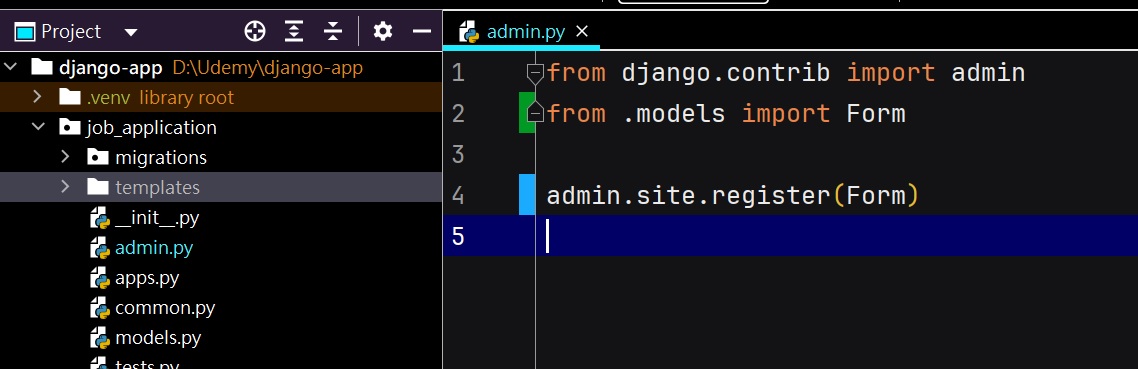 Project
django-app D:\Udemy\django-app
.venv library root
job_application
migrations
templates
__init__.py
admin.py
apps.py
common.py
models.py
tests.py
admin.py
1 from django.contrib import admin
2 from .models import Form
3
4 admin.site.register(Form)
5